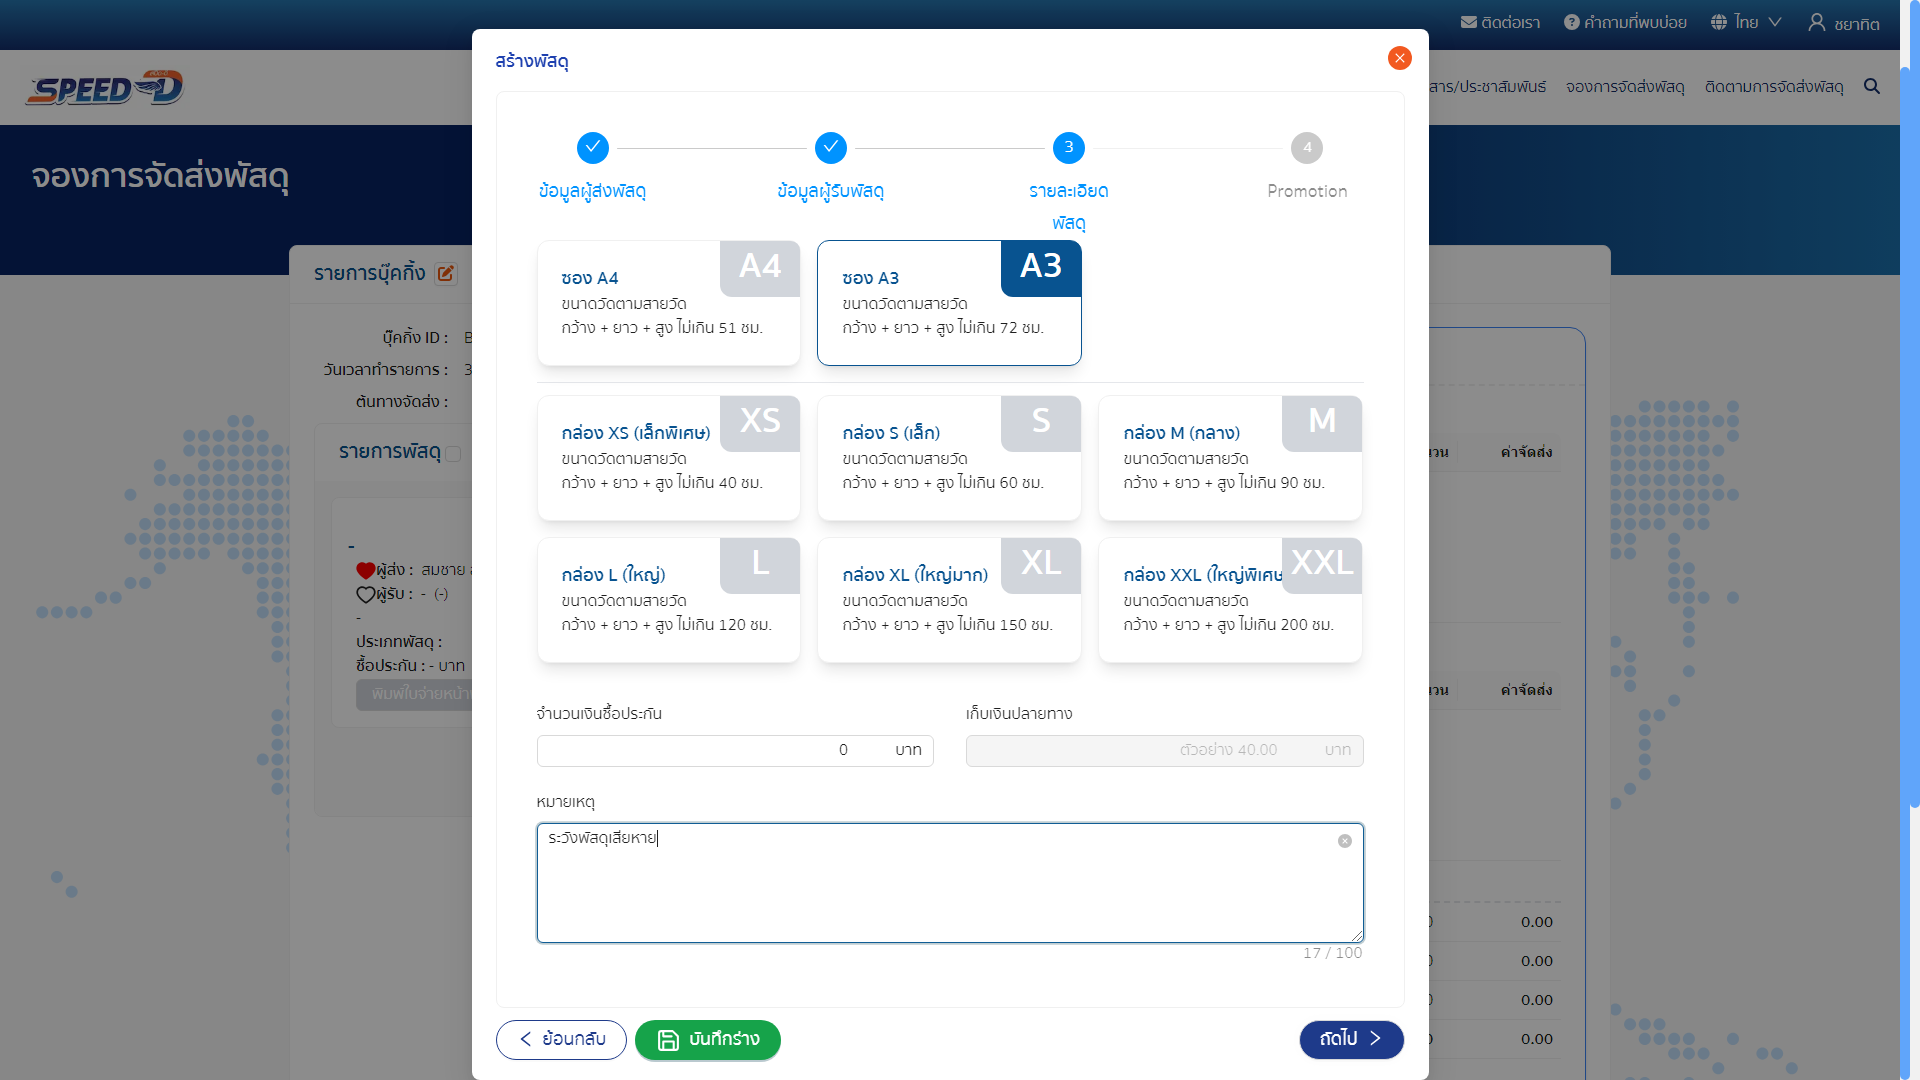 ติดต่อเรา
คำถามที่พบบ่อย
ไทย
ชยาทิต
SPEED D
สาร/ประชาสัมพันธ์
จองการจัดส่งพัสดุ
ติดตามการจัดส่งพัสดุ
จองการจัดส่งพัสดุ
สร้างพัสดุ
3
4
ข้อมูลผู้ส่งพัสดุ
ข้อมูลผู้รับพัสดุ
รายละเอียด
พัสดุ
Promotion
ซอง A4
A4
ขนาดวัดตามสายวัด
กว้าง + ยาว + สูง ไม่เกิน 51 ซม.
ซอง A3
A3
ขนาดวัดตามสายวัด
กว้าง + ยาว + สูง ไม่เกิน 72 ซม.
กล่อง XS (เล็กพิเศษ)
XS
ขนาดวัดตามสายวัด
กว้าง + ยาว + สูง ไม่เกิน 40 ซม.
กล่อง S (เล็ก)
S
ขนาดวัดตามสายวัด
กว้าง + ยาว + สูง ไม่เกิน 60 ซม.
กล่อง M (กลาง)
M
ขนาดวัดตามสายวัด
กว้าง + ยาว + สูง ไม่เกิน 90 ซม.
กล่อง L (ใหญ่)
L
ขนาดวัดตามสายวัด
กว้าง + ยาว + สูง ไม่เกิน 120 ซม.
กล่อง XL (ใหญ่มาก)
XL
ขนาดวัดตามสายวัด
กว้าง + ยาว + สูง ไม่เกิน 150 ซม.
กล่อง XXL (ใหญ่พิเศษ
XXL
ขนาดวัดตามสายวัด
กว้าง + ยาว + สูง ไม่เกิน 200 ซม.
จำนวนเงินซื้อประกัน
0 บาท
เก็บเงินปลายทาง
ตัวอย่าง 40.00 บาท
หมายเหตุ
ระวังพัสดุเสียหาย
17 / 100
ย้อนกลับ
บันทึกร่าง
ถัดไป
รายการบุ๊คกิ้ง
บุ๊คกิ้ง ID :
วันเวลาทำรายการ : 3
ต้นทางจัดส่ง :
รายการพัสดุ
-
ผู้ส่ง : สมชาย
ผู้รับ : - (-)
-
ประเภทพัสดุ :
ซื้อประกัน : - บาท
พิมพ์ใบจ่ายหน้า
ค่าจัดส่ง
ค่าจัดส่ง
0.00
0.00
0.00
0.00